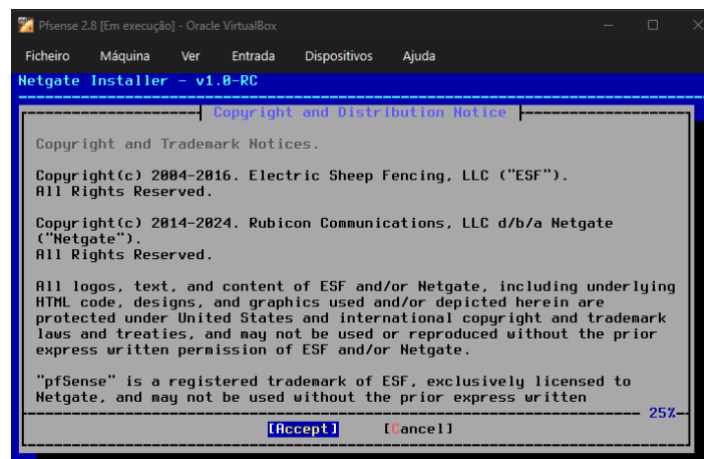 Pfsense 2.8 [Em execução] - Oracle VirtualBox
Ficheiro Máquina Ver Entrada Dispositivos Ajuda
Netgate Installer - v1.0-RC
Copyright and Distribution Notice
Copyright and Trademark Notices.
Copyright(c) 2004-2016. Electric Sheep Fencing, LLC ("ESF").
All Rights Reserved.
Copyright(c) 2014-2024. Rubicon Communications, LLC d/b/a Netgate
("Netgate").
All Rights Reserved.
All logos, text, and content of ESF and/or Netgate, including underlying
HTML code, designs, and graphics used and/or depicted herein are
protected under United States and international copyright and trademark
laws and treaties, and may not be used or reproduced without the prior
express written permission of ESF and/or Netgate.
"pfSense" is a registered trademark of ESF, exclusively licensed to
Netgate, and may not be used without the prior express written
25%
[Accept] [Cancel]